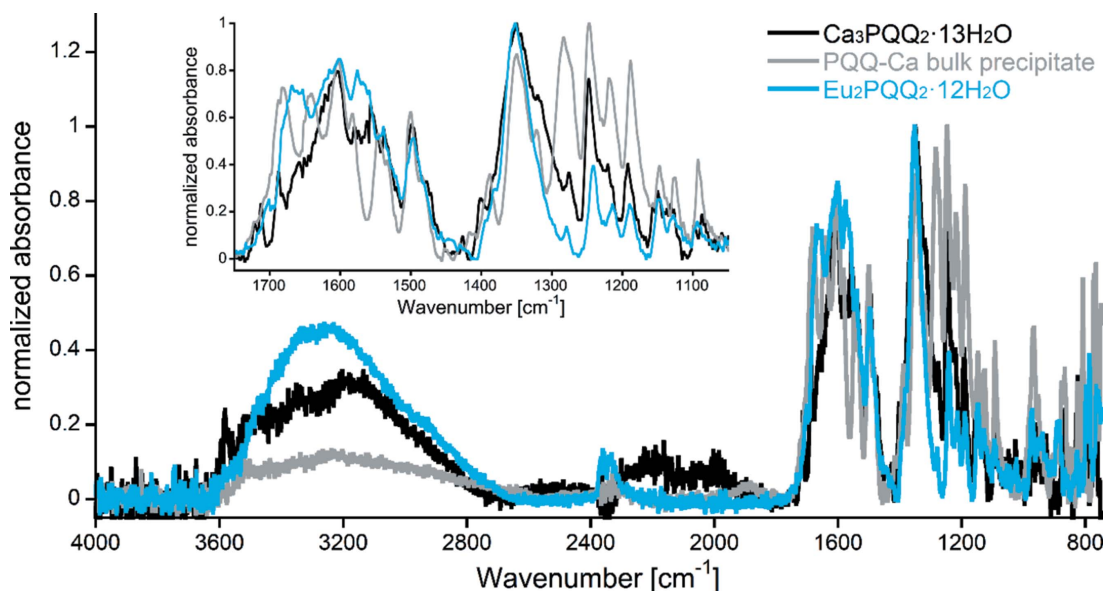 Ca₃PQQ₂·13H₂O
PQQ-Ca bulk precipitate
Eu₂PQQ₂·12H₂O
normalized absorbance
1
0.8
0.6
0.4
0.2
0
1700 1600 1500 1400 1300 1200 1100
Wavenumber [cm⁻¹]
normalized absorbance
1.2
1
0.8
0.6
0.4
0.2
0
4000 3600 3200 2800 2400 2000 1600 1200 800
Wavenumber [cm⁻¹]